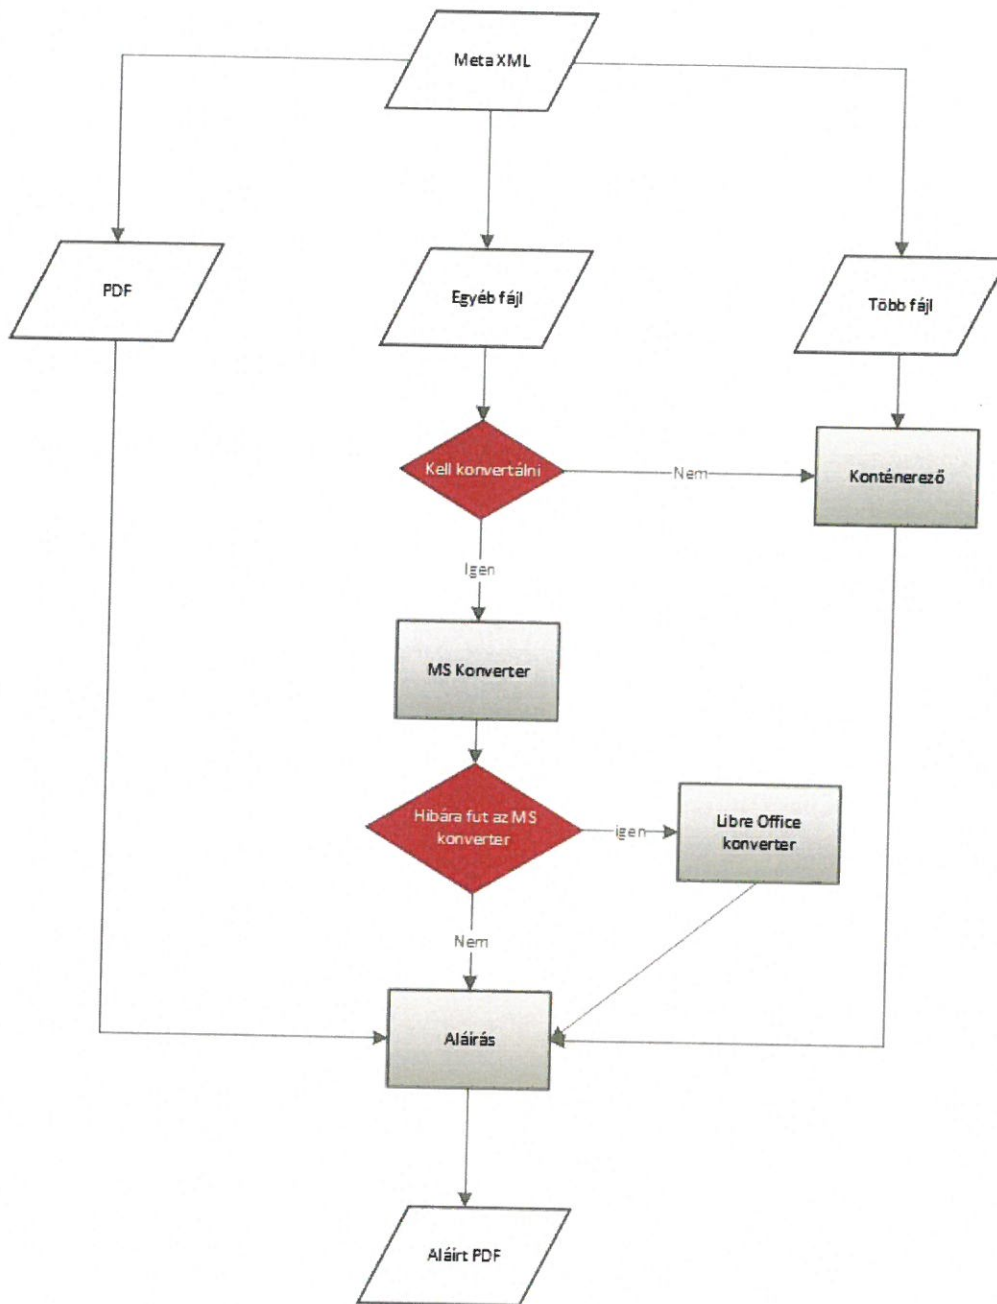 Meta XML
PDF
Egyéb fájl
Több fájl
Kell konvertálni
Nem
Konténerező
Igen
MS Konverter
Hibára fut az MS
konverter
igen
Libre Office
konverter
Nem
Aláírás
Aláírt PDF